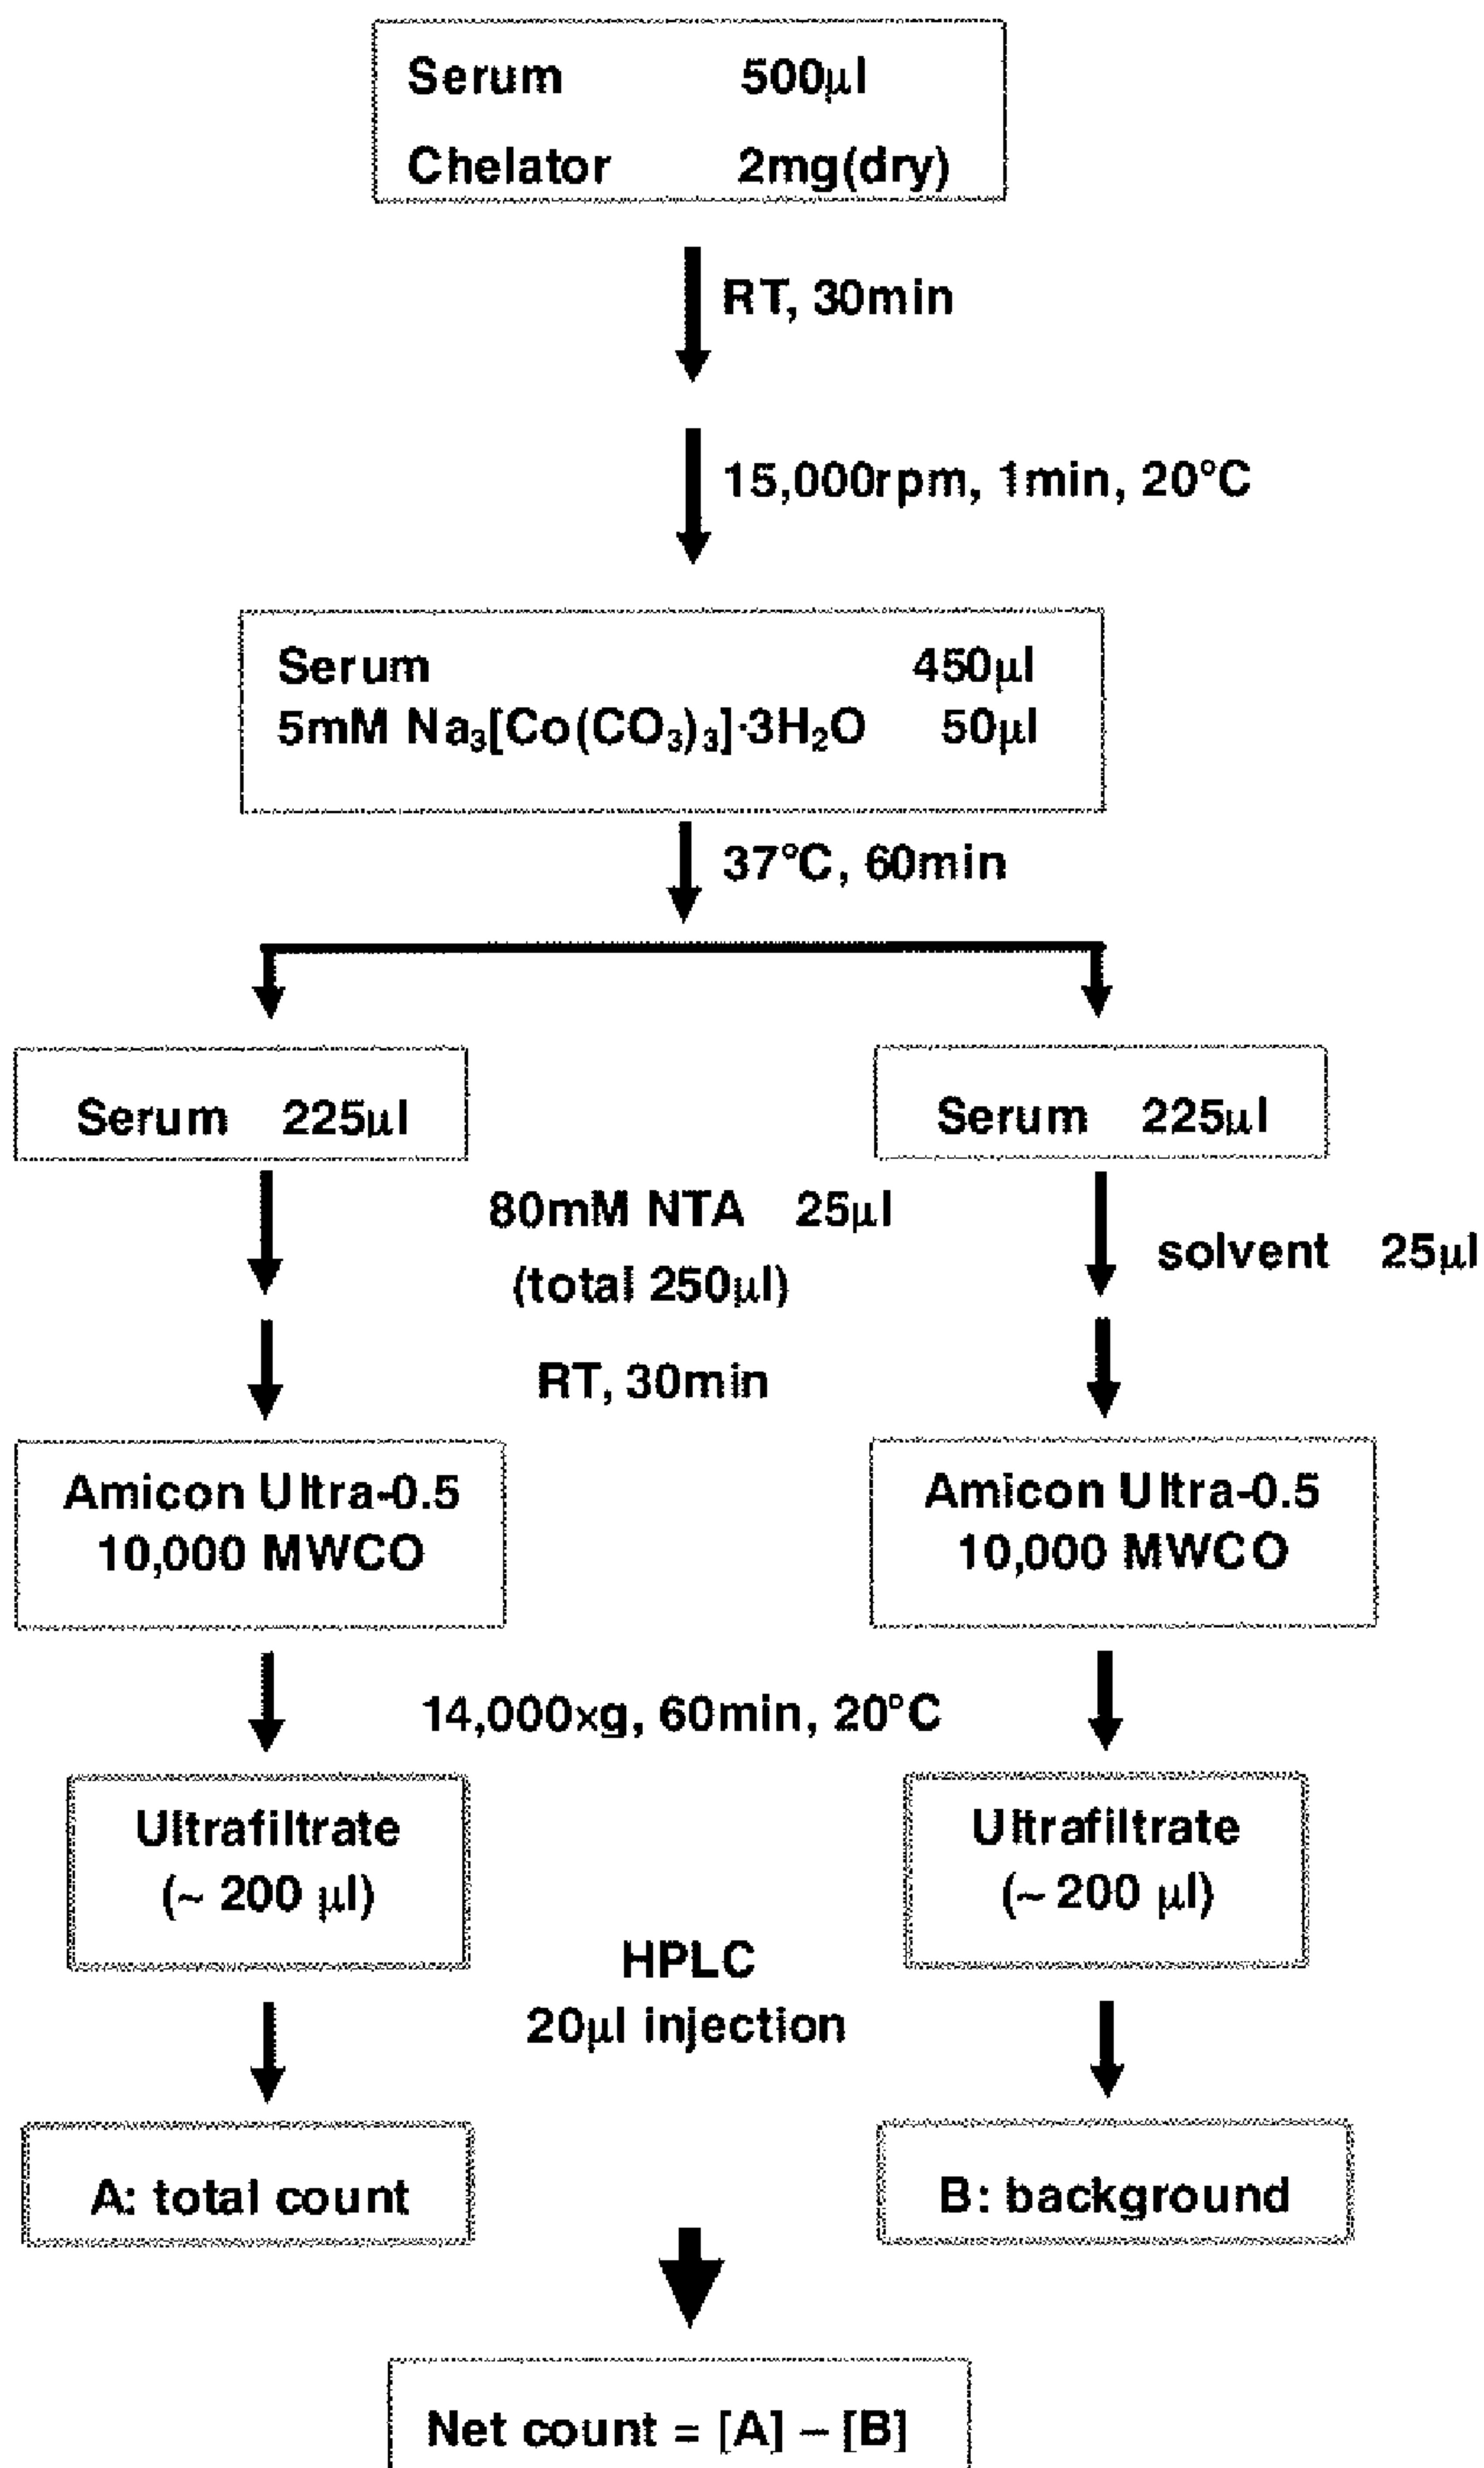 Serum 500µl
Chelator 2mg(dry)
RT, 30min
15,000rpm, 1min, 20°C
Serum 450µl
5mM Na₃[Co(CO₃)₃]·3H₂O 50µl
37°C, 60min
Serum 225µl
Serum 225µl
80mM NTA 25µl
(total 250µl)
solvent 25µl
RT, 30min
Amicon Ultra-0.5
10,000 MWCO
Amicon Ultra-0.5
10,000 MWCO
14,000xg, 60min, 20°C
Ultrafiltrate
(~ 200 µl)
Ultrafiltrate
(~ 200 µl)
HPLC
20µl injection
A: total count
B: background
Net count = [A] – [B]